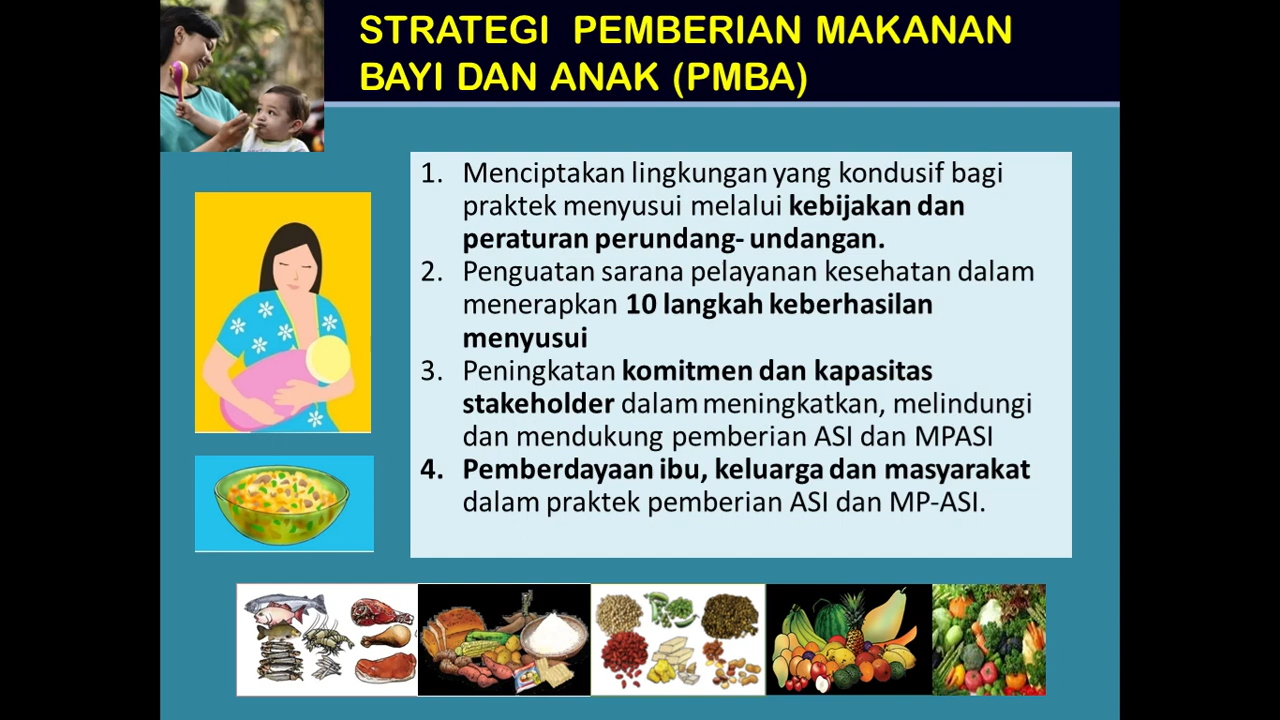 STRATEGI PEMBERIAN MAKANAN
BAYI DAN ANAK (PMBA)
1. Menciptakan lingkungan yang kondusif bagi
praktek menyusui melalui kebijakan dan
peraturan perundang- undangan.
2. Penguatan sarana pelayanan kesehatan dalam
menerapkan 10 langkah keberhasilan
menyusui
3. Peningkatan komitmen dan kapasitas
stakeholder dalam meningkatkan, melindungi
dan mendukung pemberian ASI dan MPASI
4. Pemberdayaan ibu, keluarga dan masyarakat
dalam praktek pemberian ASI dan MP-ASI.